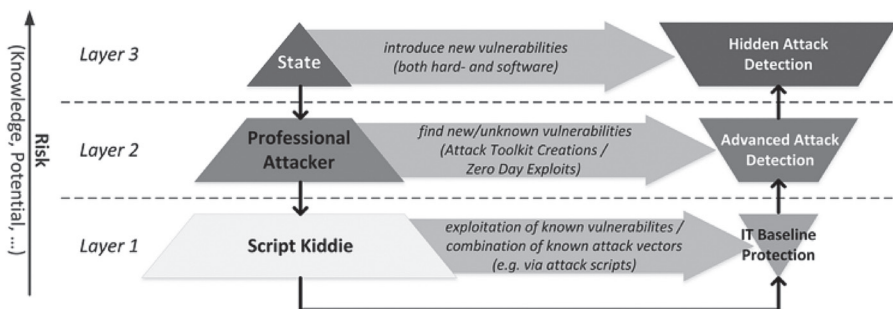 Risk
(Knowledge, Potential, ...)
Layer 3
State
introduce new vulnerabilities
(both hard- and software)
Hidden Attack
Detection
Layer 2
Professional
Attacker
find new/unknown vulnerabilities
(Attack Toolkit Creations /
Zero Day Exploits)
Advanced Attack
Detection
Layer 1
Script Kiddie
exploitation of known vulnerabilites /
combination of known attack vectors
(e.g. via attack scripts)
IT Baseline
Protection